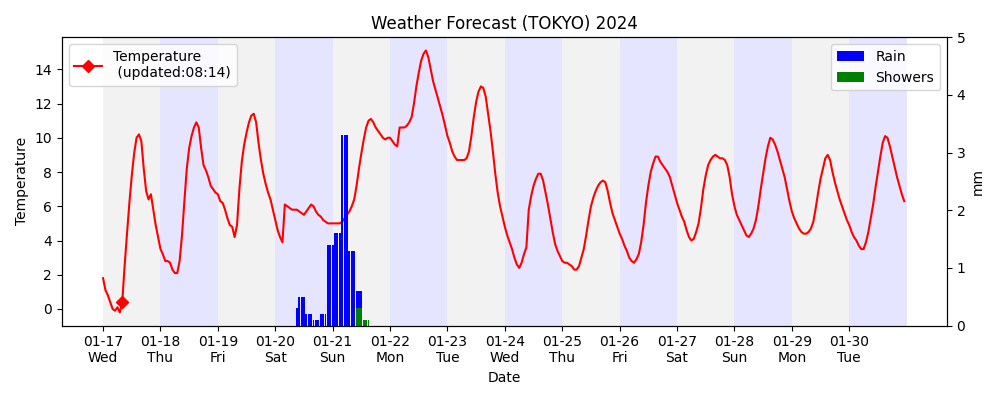 Weather Forecast (TOKYO) 2024
Temperature
(updated:08:14)
Rain
Showers
Temperature
14
12
10
8
6
4
2
0
5
4
3
2
1
0
mm
01-17 01-18 01-19 01-20 01-21 01-22 01-23 01-24 01-25 01-26 01-27 01-28 01-29 01-30
Wed Thu Fri Sat Sun Mon Tue Wed Thu Fri Sat Sun Mon Tue
Date